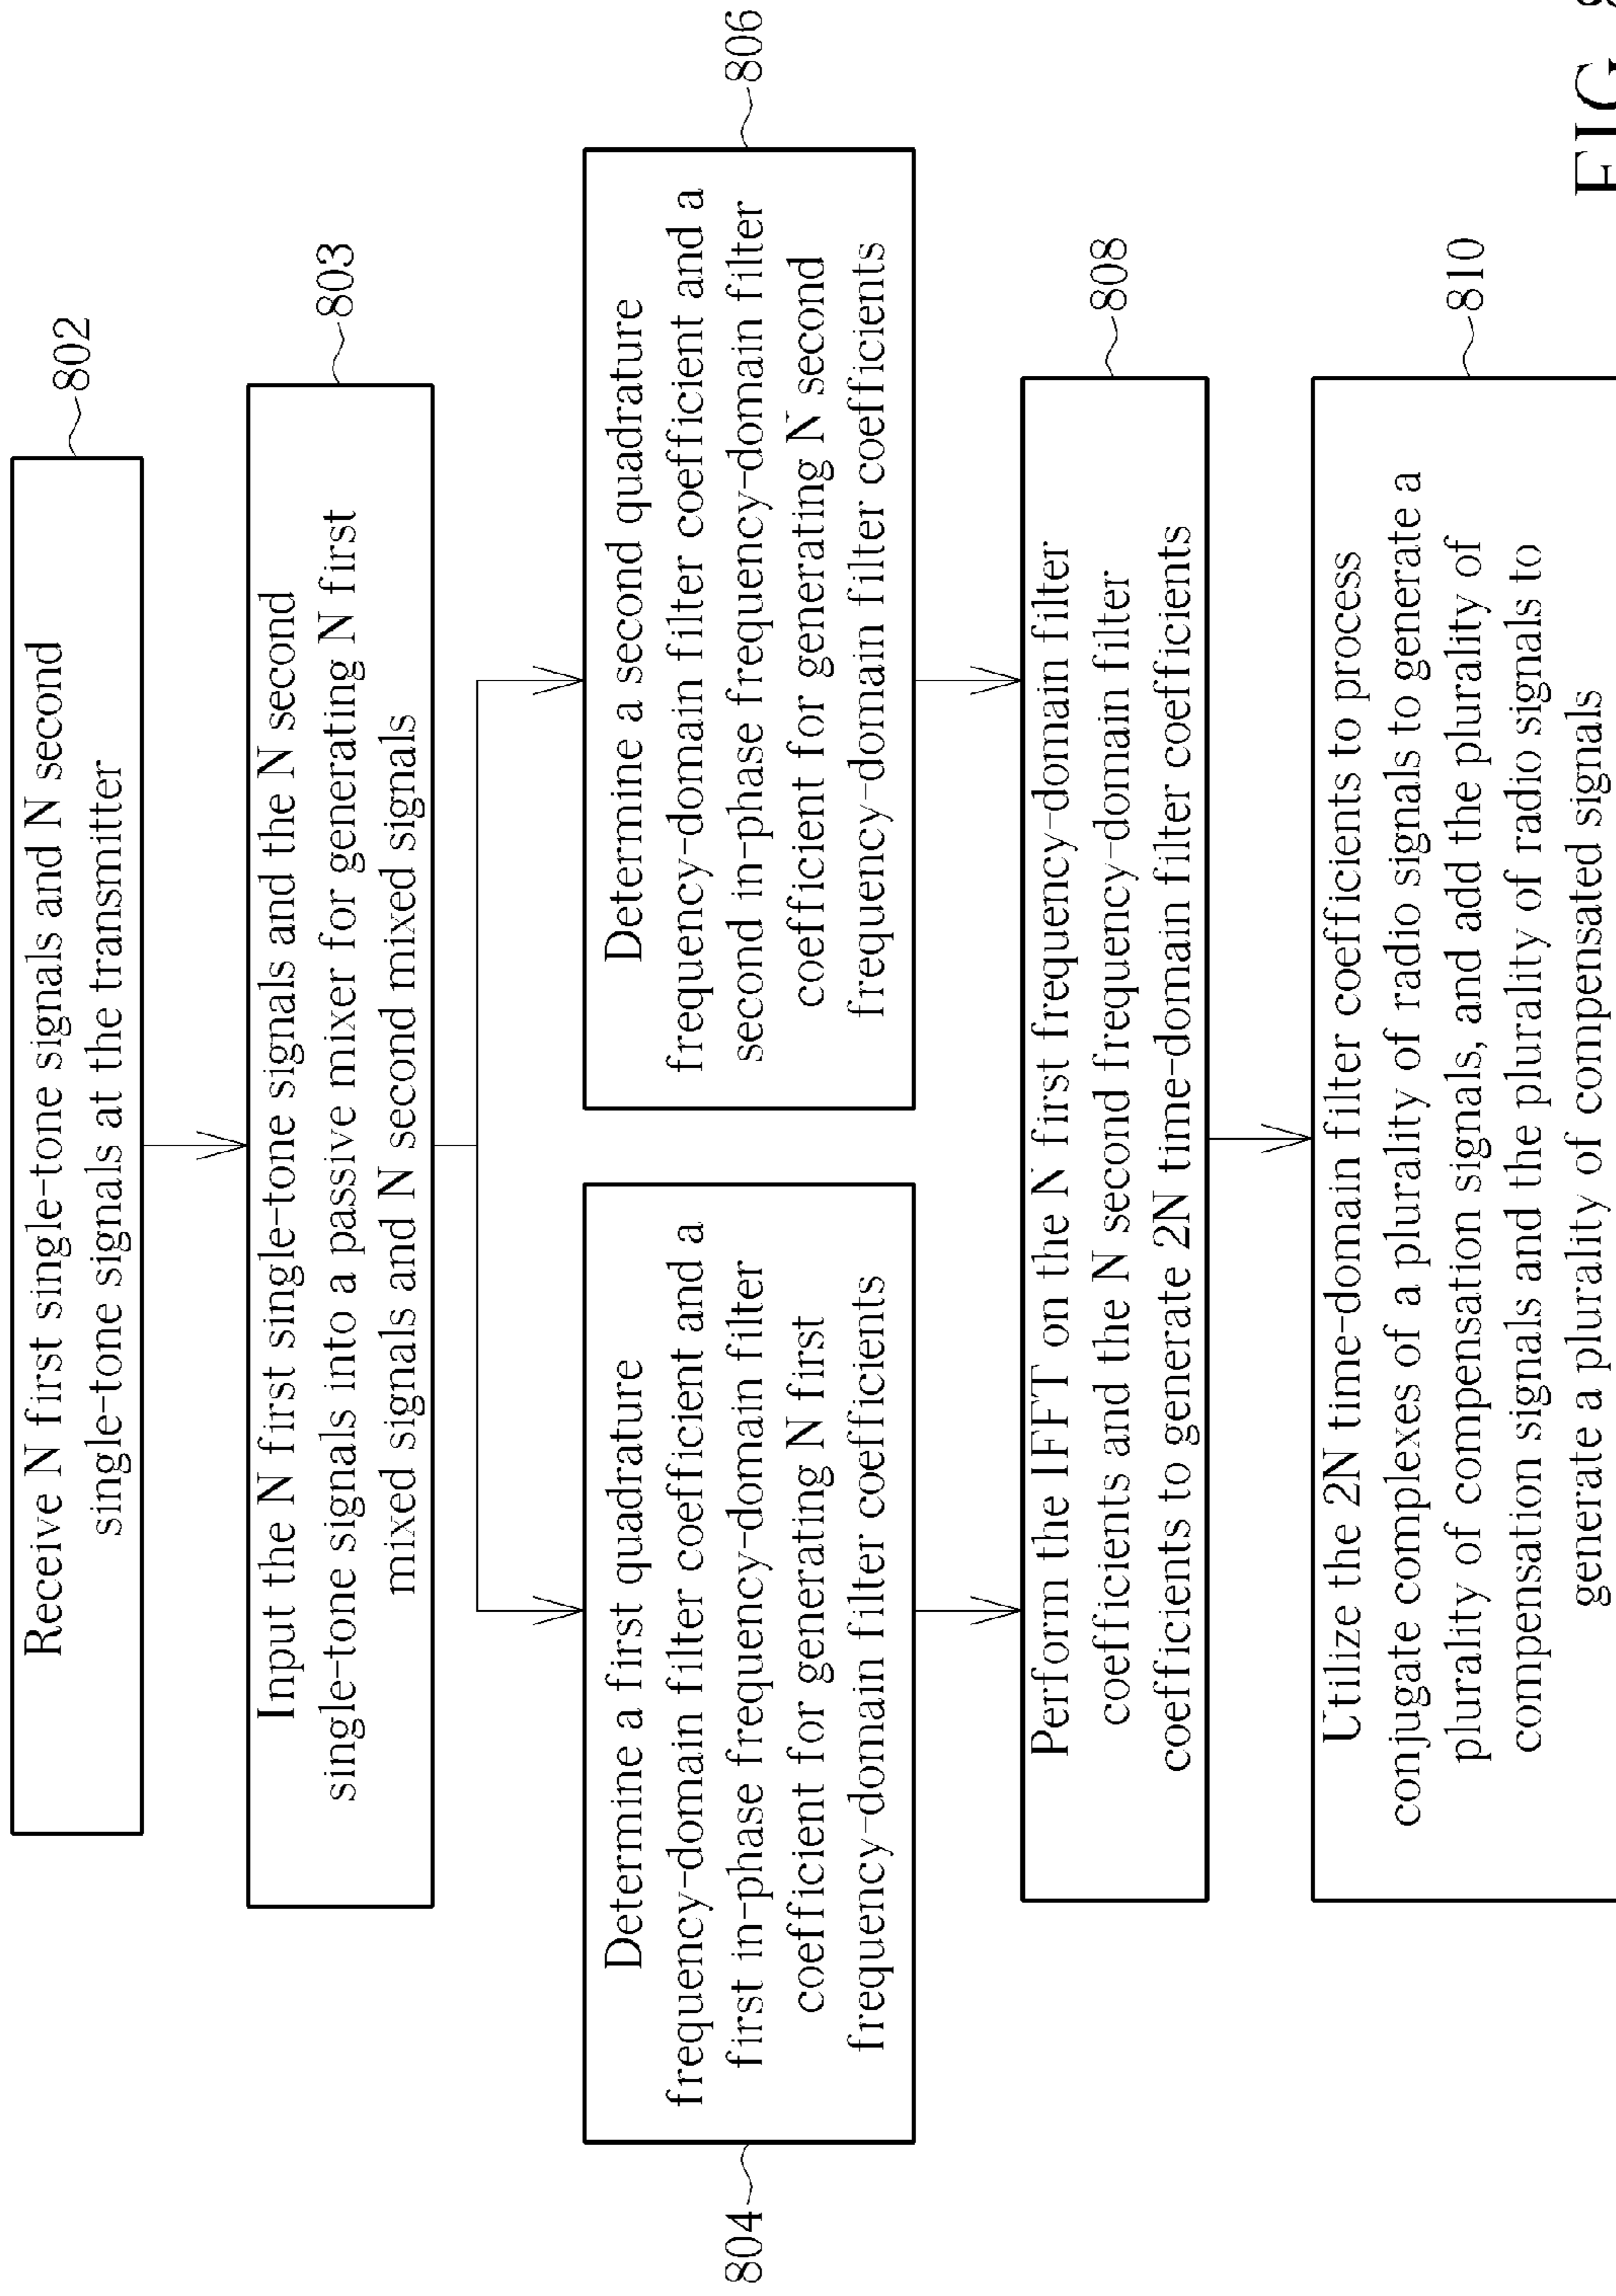 Receive N first single-tone signals and N second
single-tone signals at the transmitter
802
Input the N first single-tone signals and the N second
single-tone signals into a passive mixer for generating N first
mixed signals and N second mixed signals
803
Determine a first quadrature
frequency-domain filter coefficient and a
first in-phase frequency-domain filter
coefficient for generating N first
frequency-domain filter coefficients
804
Determine a second quadrature
frequency-domain filter coefficient and a
second in-phase frequency-domain filter
coefficient for generating N second
frequency-domain filter coefficients
806
Perform the IFFT on the N first frequency-domain filter
coefficients and the N second frequency-domain filter
coefficients to generate 2N time-domain filter coefficients
808
Utilize the 2N time-domain filter coefficients to process
conjugate complexes of a plurality of radio signals to generate a
plurality of compensation signals, and add the plurality of
compensation signals and the plurality of radio signals to
generate a plurality of compensated signals
810
FIG.